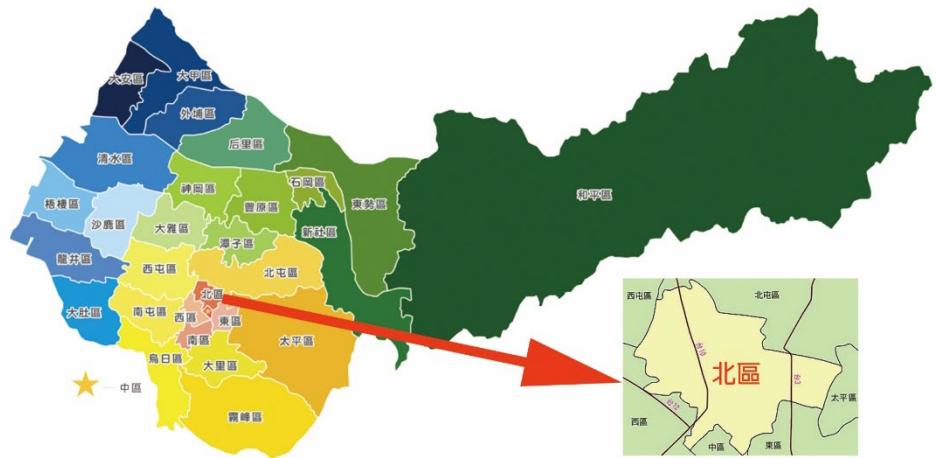 大安區
大甲區
外埔區
后里區
清水區
神岡區
石岡區
和平區
梧棲區
沙鹿區
豐原區
東勢區
大雅區
新社區
潭子區
龍井區
西屯區
北屯區
北區
大肚區
南屯區
西區
東區
太平區
南區
烏日區
大里區
中區
霧峰區
西屯區
北屯區
台1B
台3
北區
太平區
西區
中區
東區